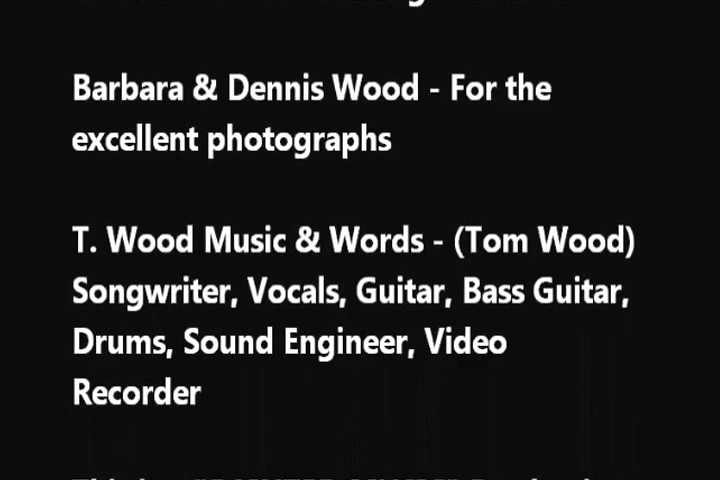 Barbara & Dennis Wood - For the
excellent photographs
T. Wood Music & Words - (Tom Wood)
Songwriter, Vocals, Guitar, Bass Guitar,
Drums, Sound Engineer, Video
Recorder